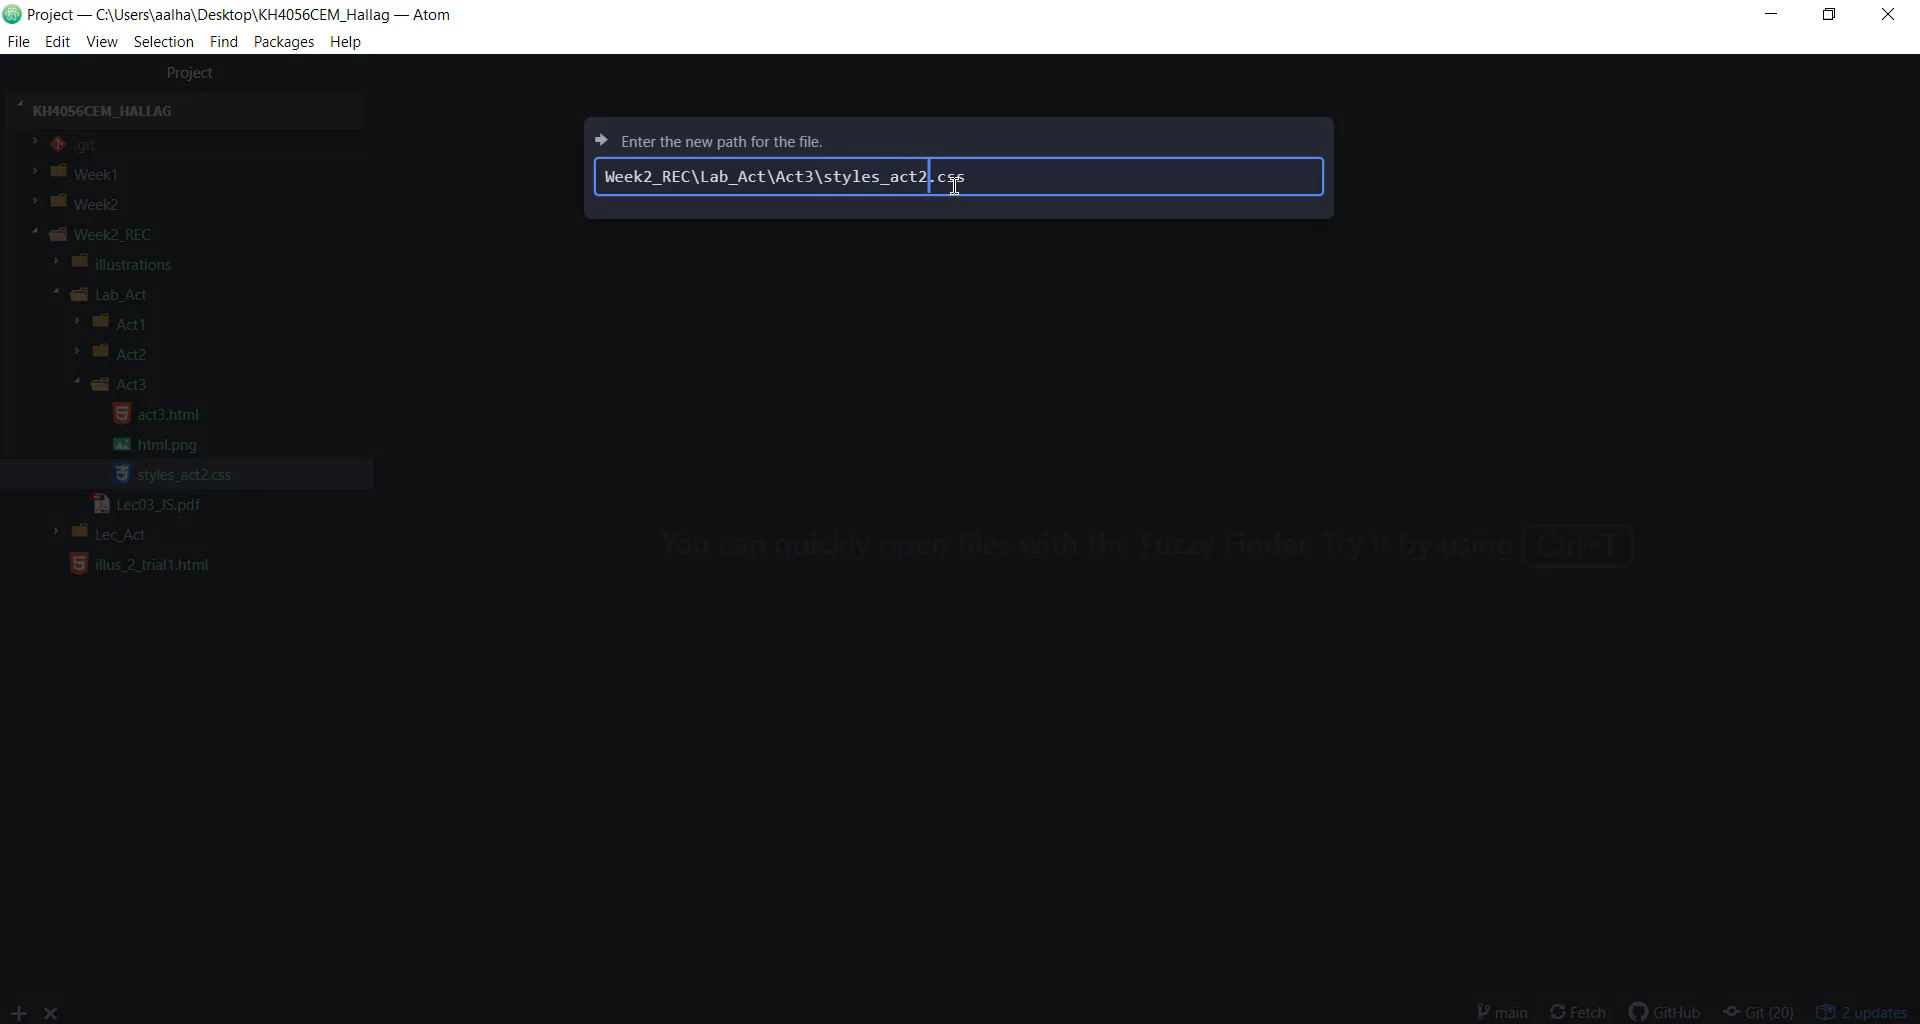 Project — C:\Users\aalha\Desktop\KH4056CEM_Hallag — Atom
File Edit View Selection Find Packages Help
Project
KH4056CEM_HALLAG
.git
Week1
Week2
Week2_REC
illustrations
Lab_Act
Act1
Act2
Act3
act3.html
html.png
styles_act2.css
Lec03_JS.pdf
Lec_Act
illus_2_trial1.html
Enter the new path for the file.
Week2_REC\Lab_Act\Act3\styles_act2.css
You can quickly open files with the Fuzzy Finder. Try it by using Ctrl+T
main Fetch GitHub Git (20) 2 updates